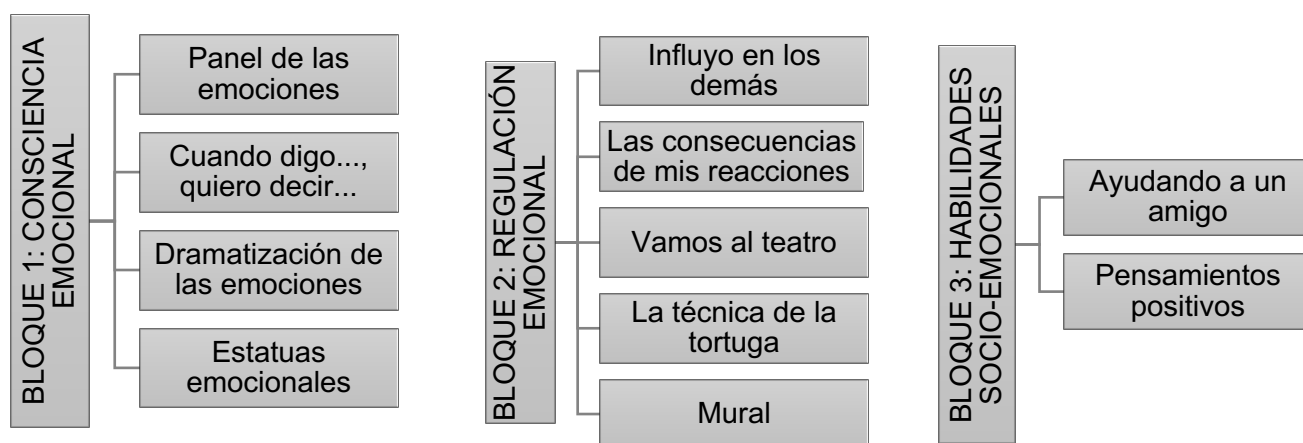 BLOQUE 1: CONSCIENCIA
EMOCIONAL
Panel de las
emociones
Cuando digo...,
quiero decir...
Dramatización de
las emociones
Estatuas
emocionales
BLOQUE 2: REGULACIÓN
EMOCIONAL
Influyo en los
demás
Las consecuencias
de mis reacciones
Vamos al teatro
La técnica de la
tortuga
Mural
BLOQUE 3: HABILIDADES
SOCIO-EMOCIONALES
Ayudando a un
amigo
Pensamientos
positivos